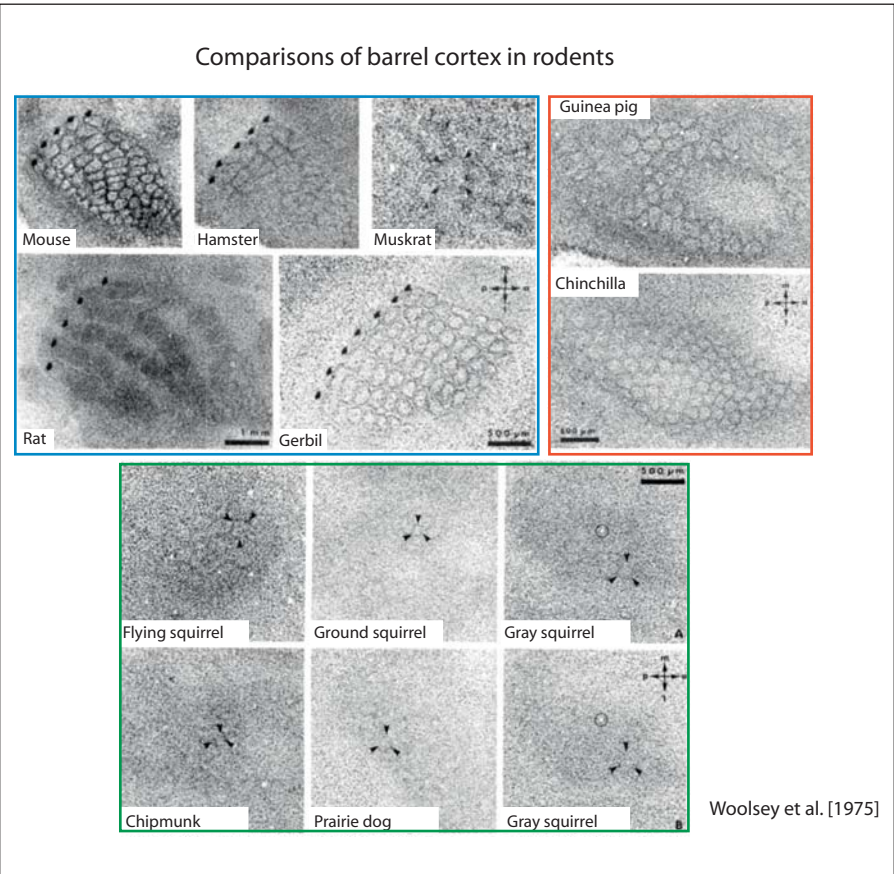 Comparisons of barrel cortex in rodents
Mouse
Hamster
Muskrat
Guinea pig
Rat
1 mm
Gerbil
m
p
l
500 µm
Chinchilla
m
p
a
l
500 µm
500 µm
Flying squirrel
Ground squirrel
Gray squirrel
A
m
p
a
l
Chipmunk
Prairie dog
Gray squirrel
B
Woolsey et al. [1975]